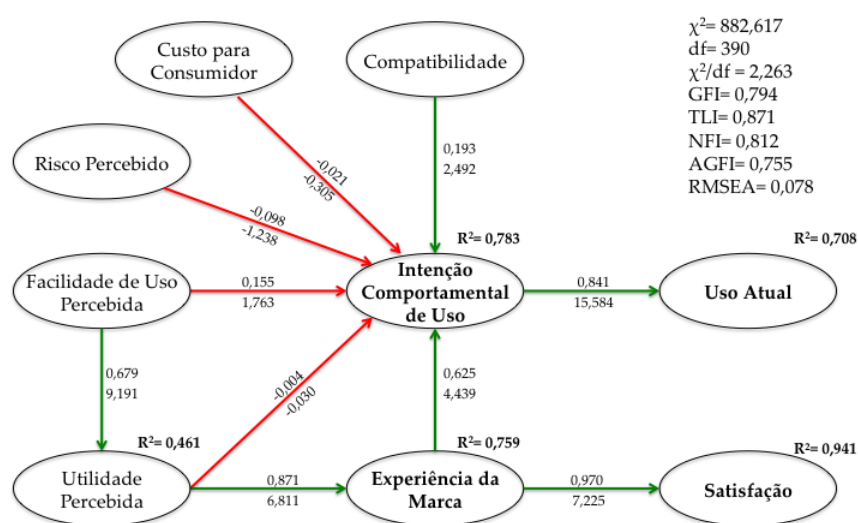 Custo para
Consumidor
Compatibilidade
χ²= 882,617
df= 390
χ²/df = 2,263
GFI= 0,794
TLI= 0,871
NFI= 0,812
AGFI= 0,755
RMSEA= 0,078
Risco Percebido
-0,021
-0,305
0,193
2,492
-0,098
-1,238
R²= 0,783
R²= 0,708
Facilidade de Uso
Percebida
0,155
1,763
Intenção
Comportamental
de Uso
0,841
15,584
Uso Atual
0,679
9,191
-0,004
-0,030
0,625
4,439
R²= 0,461
R²= 0,759
R²= 0,941
Utilidade
Percebida
0,871
6,811
Experiência da
Marca
0,970
7,225
Satisfação